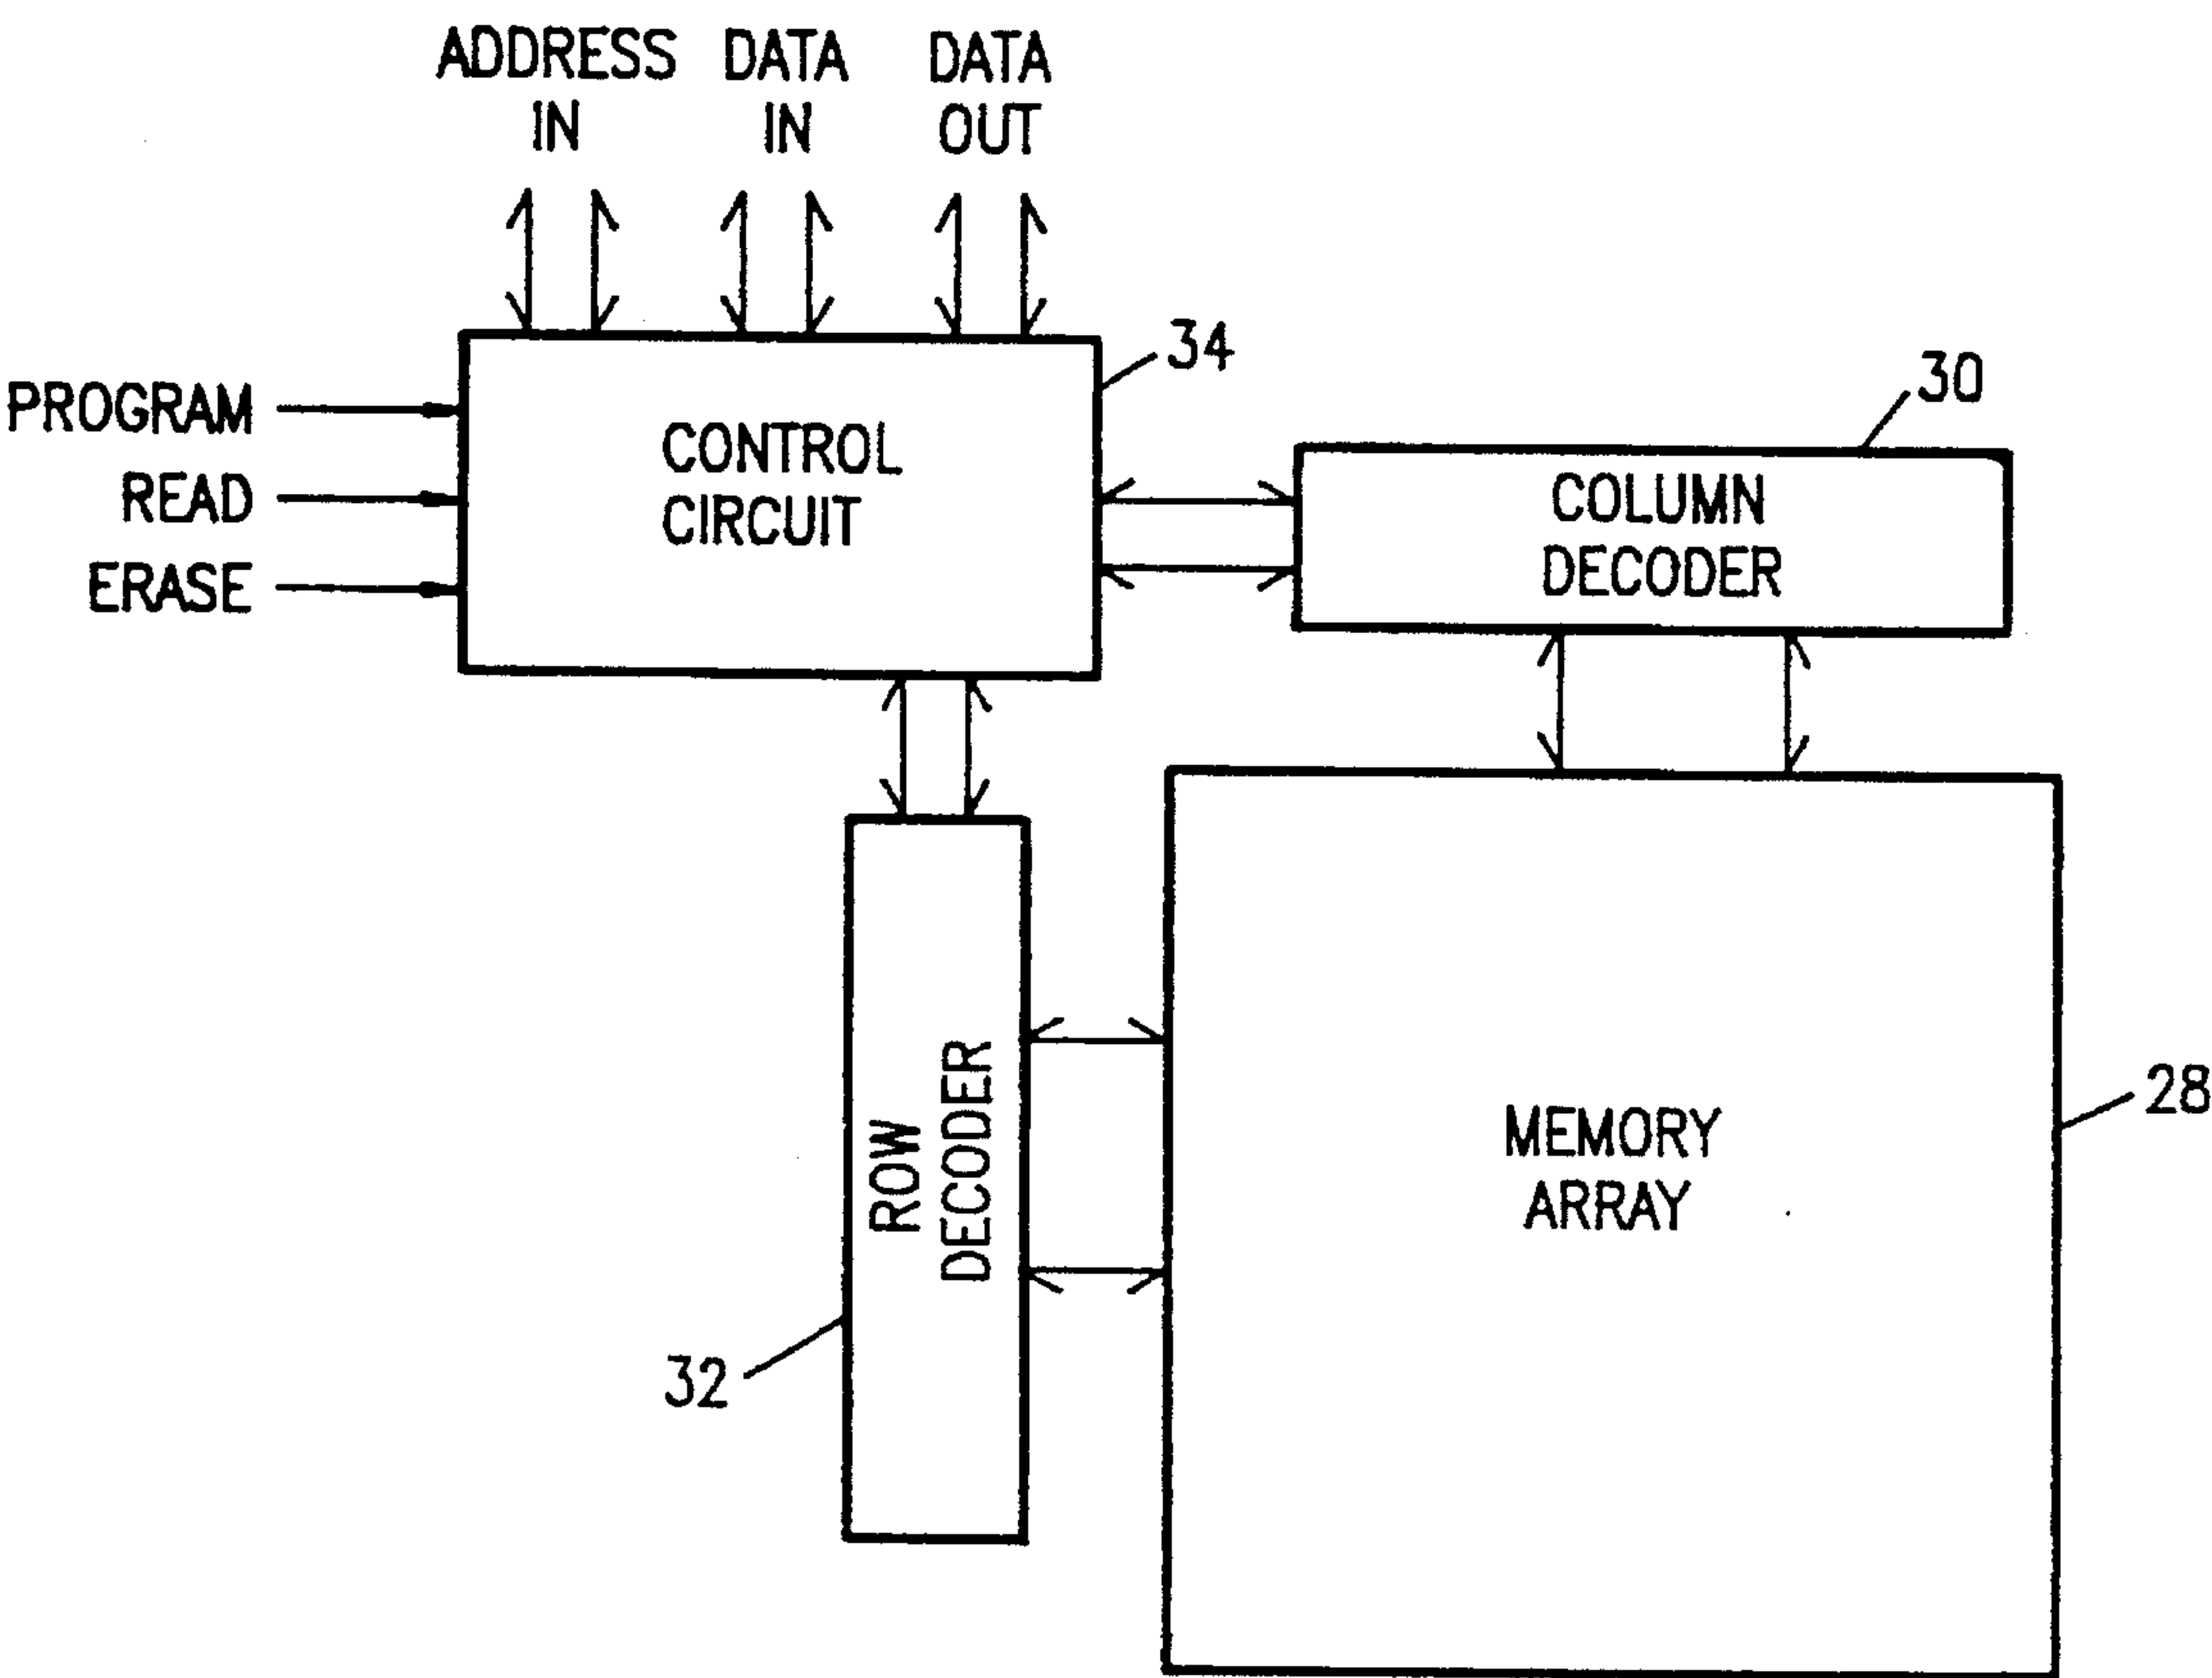 ADDRESS IN
DATA IN
DATA OUT
34
30
PROGRAM
READ
ERASE
CONTROL
CIRCUIT
COLUMN
DECODER
ROW
DECODER
MEMORY
ARRAY
28
32